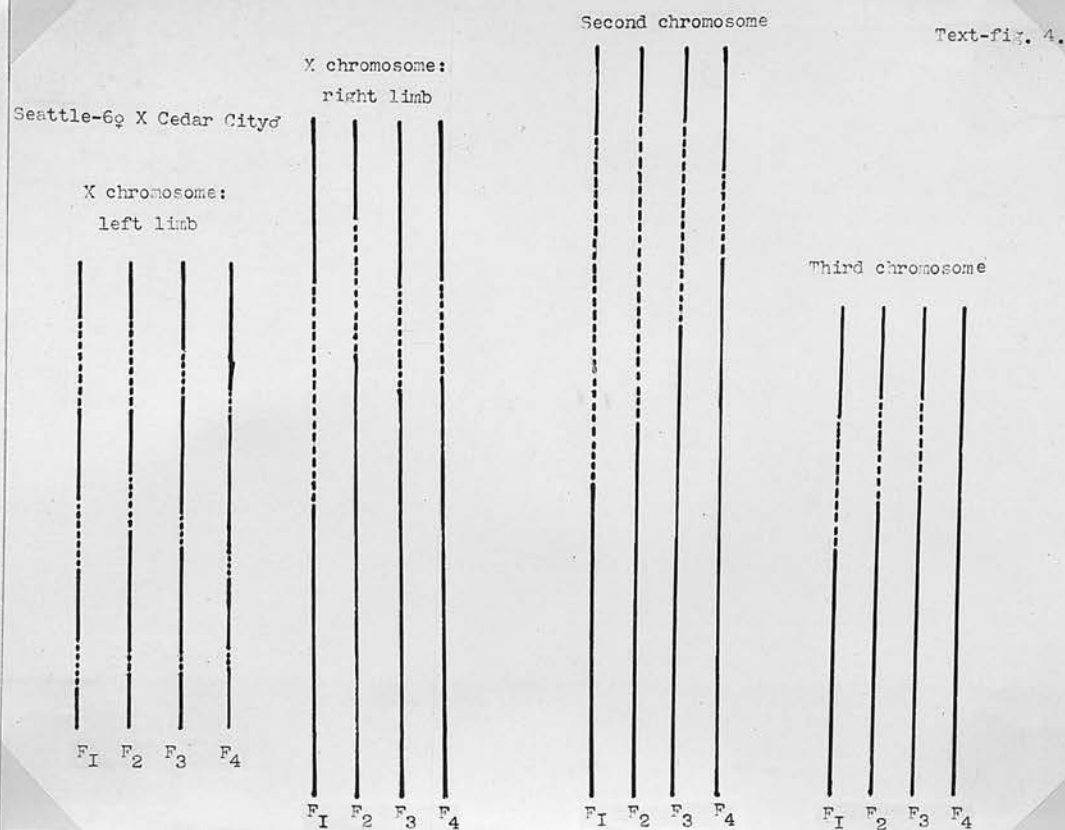 Text-fig. 4.
Seattle-6♀ X Cedar City♂
X chromosome:
left limb
F1 F2 F3 F4
X chromosome:
right limb
F1 F2 F3 F4
Second chromosome
F1 F2 F3 F4
Third chromosome
F1 F2 F3 F4